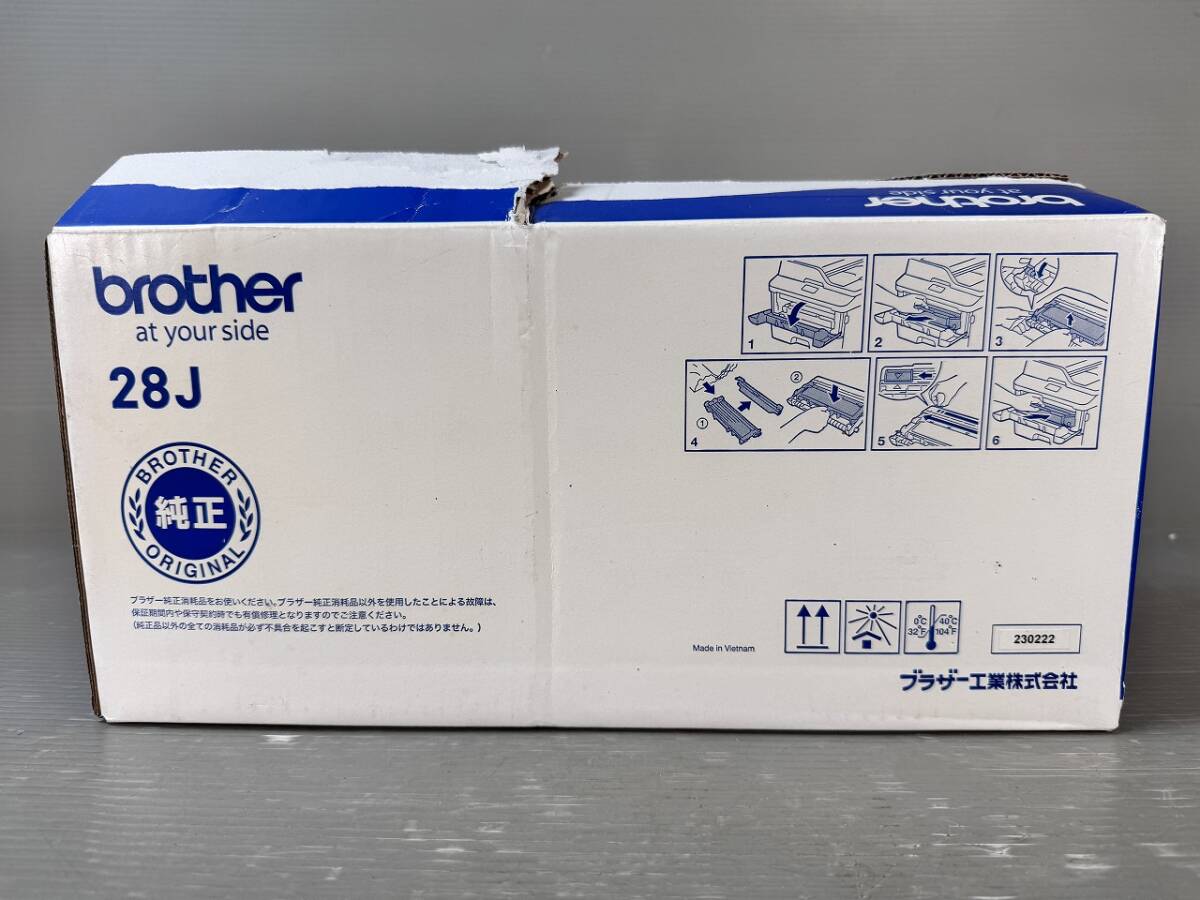 brother
at your side
brother
at your side
28J
BROTHER
純正
ORIGINAL
ブラザー純正消耗品をお使いください。ブラザー純正消耗品以外を使用したことによる故障は、
保証期間内や保守契約時でも有償修理となりますのでご注意ください。
(純正品以外の全ての消耗品が必ず不具合を起こすと断定しているわけではありません。)
1
2
3
①
②
4
5
6
Made in Vietnam
0℃ 40℃
32°F 104°F
230222
ブラザー工業株式会社